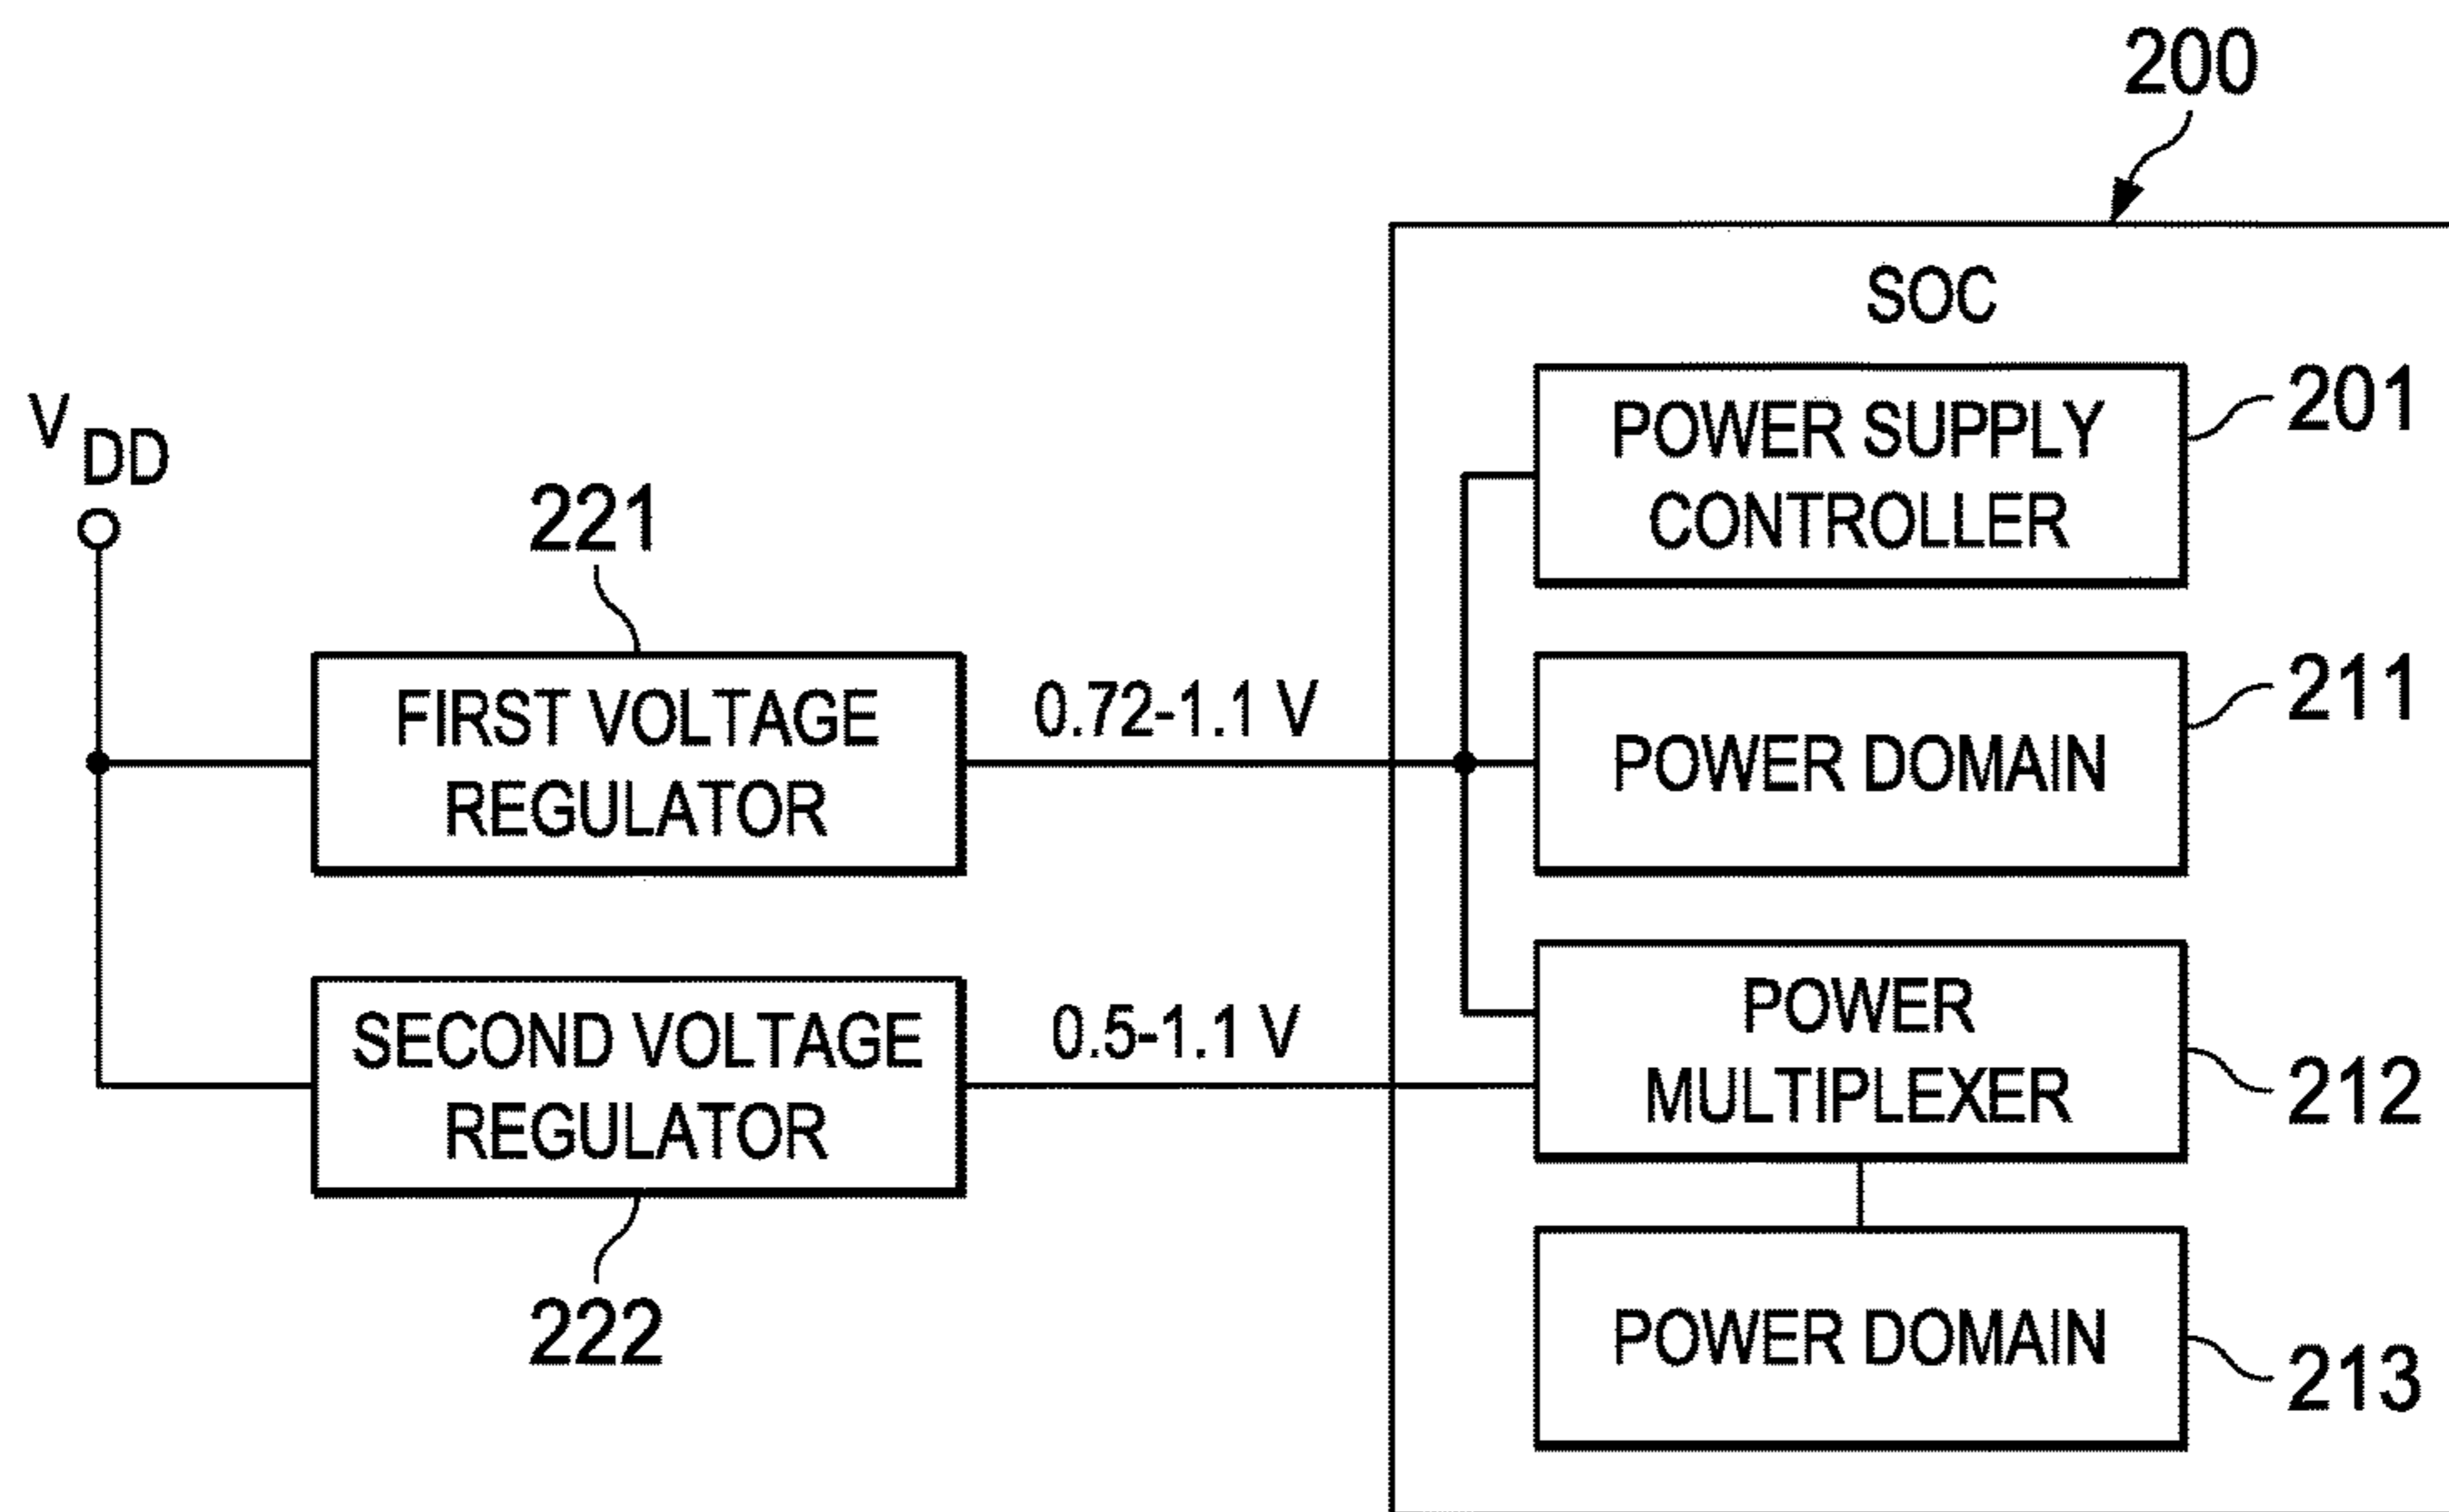 200
SOC
V DD
221
FIRST VOLTAGE
REGULATOR
0.72-1.1 V
POWER SUPPLY
CONTROLLER
201
POWER DOMAIN
211
SECOND VOLTAGE
REGULATOR
222
0.5-1.1 V
POWER
MULTIPLEXER
212
POWER DOMAIN
213